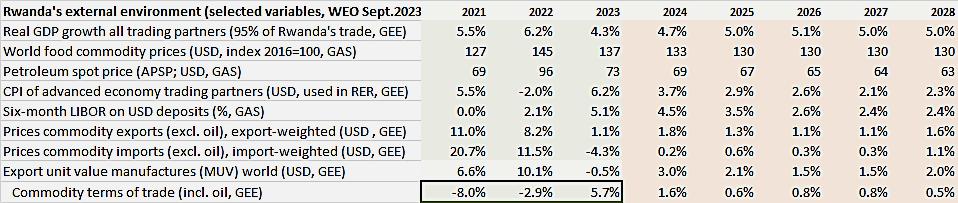 Rwanda's external environment (selected variables, WEO Sept.2023 2021 2022 2023 2024 2025 2026 2027 2028
Real GDP growth all trading partners (95% of Rwanda's trade, GEE) 5.5% 6.2% 4.3% 4.7% 5.0% 5.1% 5.0% 5.0%
World food commodity prices (USD, index 2016=100, GAS) 127 145 137 133 130 130 130 130
Petroleum spot price (APSP; USD, GAS) 69 96 73 69 67 65 64 63
CPI of advanced economy trading partners (USD, used in RER, GEE) 5.5% -2.0% 6.2% 3.7% 2.9% 2.6% 2.1% 2.3%
Six-month LIBOR on USD deposits (%, GAS) 0.0% 2.1% 5.1% 4.5% 3.5% 2.6% 2.4% 2.4%
Prices commodity exports (excl. oil), export-weighted (USD , GEE) 11.0% 8.2% 1.1% 1.8% 1.3% 1.1% 1.1% 1.6%
Prices commodity imports (excl. oil), import-weighted (USD, GEE) 20.7% 11.5% -4.3% 0.2% 0.6% 0.3% 0.3% 1.1%
Export unit value manufactures (MUV) world (USD, GEE) 6.6% 10.1% -0.5% 3.0% 2.1% 1.5% 1.5% 2.0%
Commodity terms of trade (incl. oil, GEE) -8.0% -2.9% 5.7% 1.6% 0.6% 0.8% 0.8% 0.5%